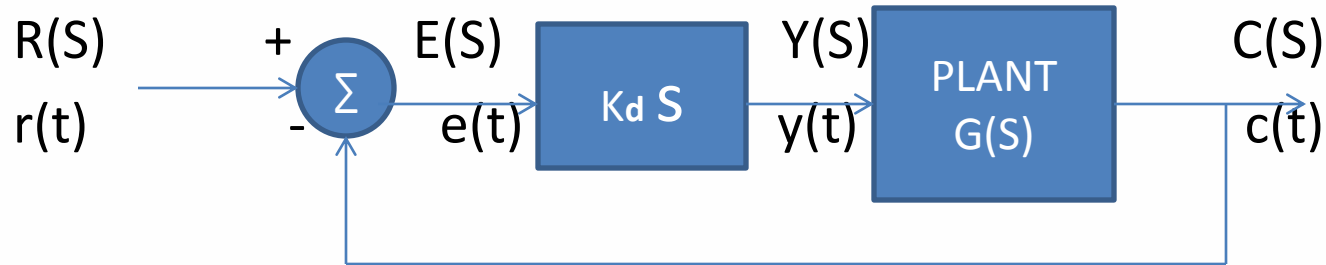 R(S)
r(t)
+
-
Σ
E(S)
e(t)
Kd S
Y(S)
y(t)
PLANT
G(S)
C(S)
c(t)